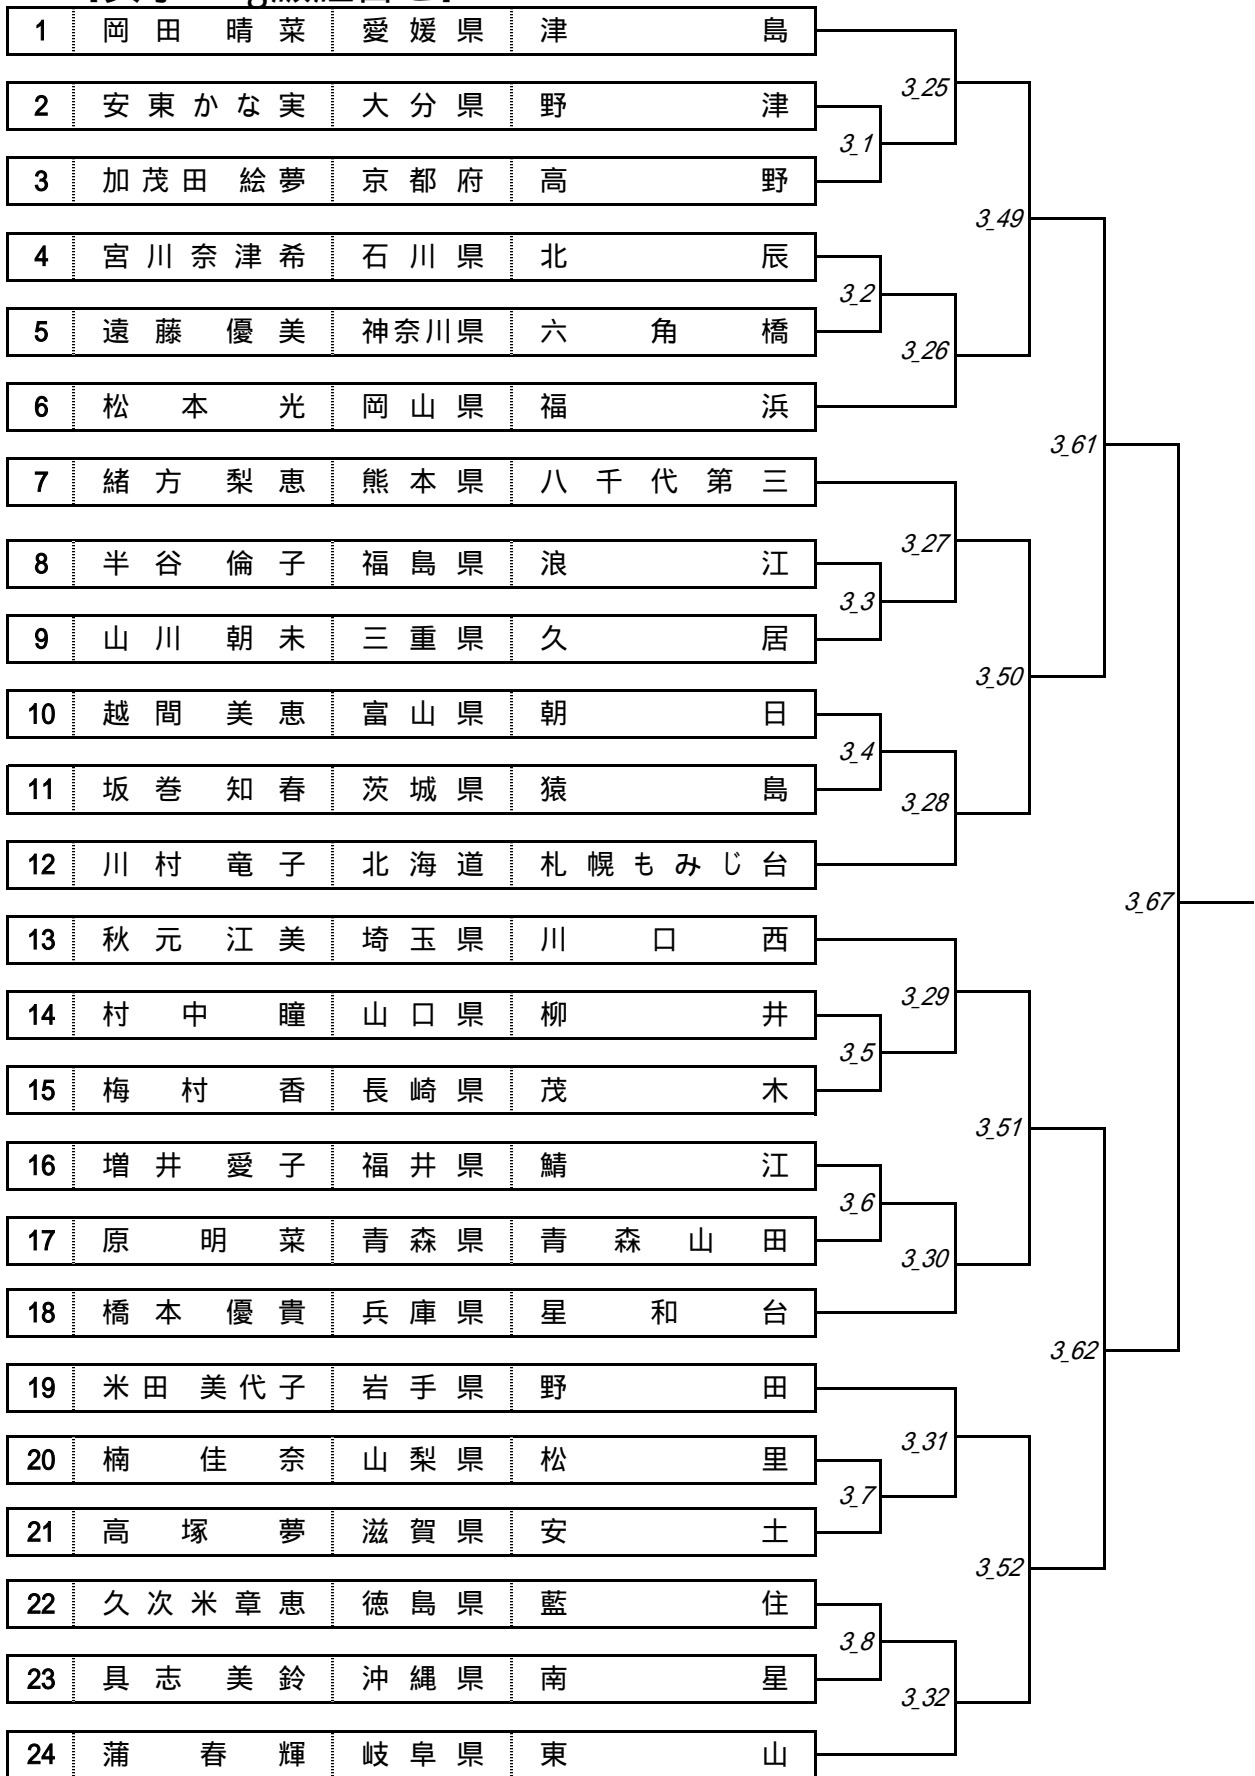 1 岡田 晴菜 愛媛県 津島
2 安東かな実 大分県 野津
3 加茂田 絵夢 京都府 高野
4 宮川奈津希 石川県 北辰
5 遠藤 優美 神奈川県 六角橋
6 松本 光 岡山県 福浜
7 緒方 梨恵 熊本県 八千代第三
8 半谷 倫子 福島県 浪江
9 山川 朝未 三重県 久居
10 越間 美恵 富山県 朝日
11 坂巻 知春 茨城県 猿島
12 川村 竜子 北海道 札幌もみじ台
13 秋元 江美 埼玉県 川口西
14 村中 瞳 山口県 柳井
15 梅村 香 長崎県 茂木
16 増井 愛子 福井県 鯖江
17 原 明菜 青森県 青森山田
18 橋本 優貴 兵庫県 星和台
19 米田 美代子 岩手県 野田
20 楠 佳奈 山梨県 松里
21 高塚 夢 滋賀県 安土
22 久次米章恵 徳島県 藍住
23 具志 美鈴 沖縄県 南星
24 蒲 春輝 岐阜県 東山
3_1
3_2
3_3
3_4
3_5
3_6
3_7
3_8
3_25
3_26
3_27
3_28
3_29
3_30
3_31
3_32
3_49
3_50
3_51
3_52
3_61
3_62
3_67